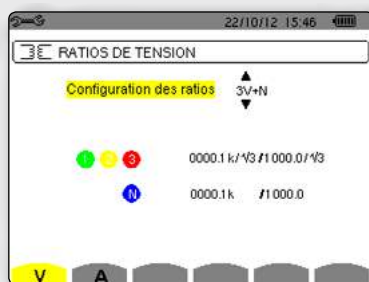 22/10/12 15:46
RATIOS DE TENSION
Configuration des ratios 3V+N
1 2 3 0000.1 k/√3 /1000.0/√3
N 0000.1k /1000.0
V A